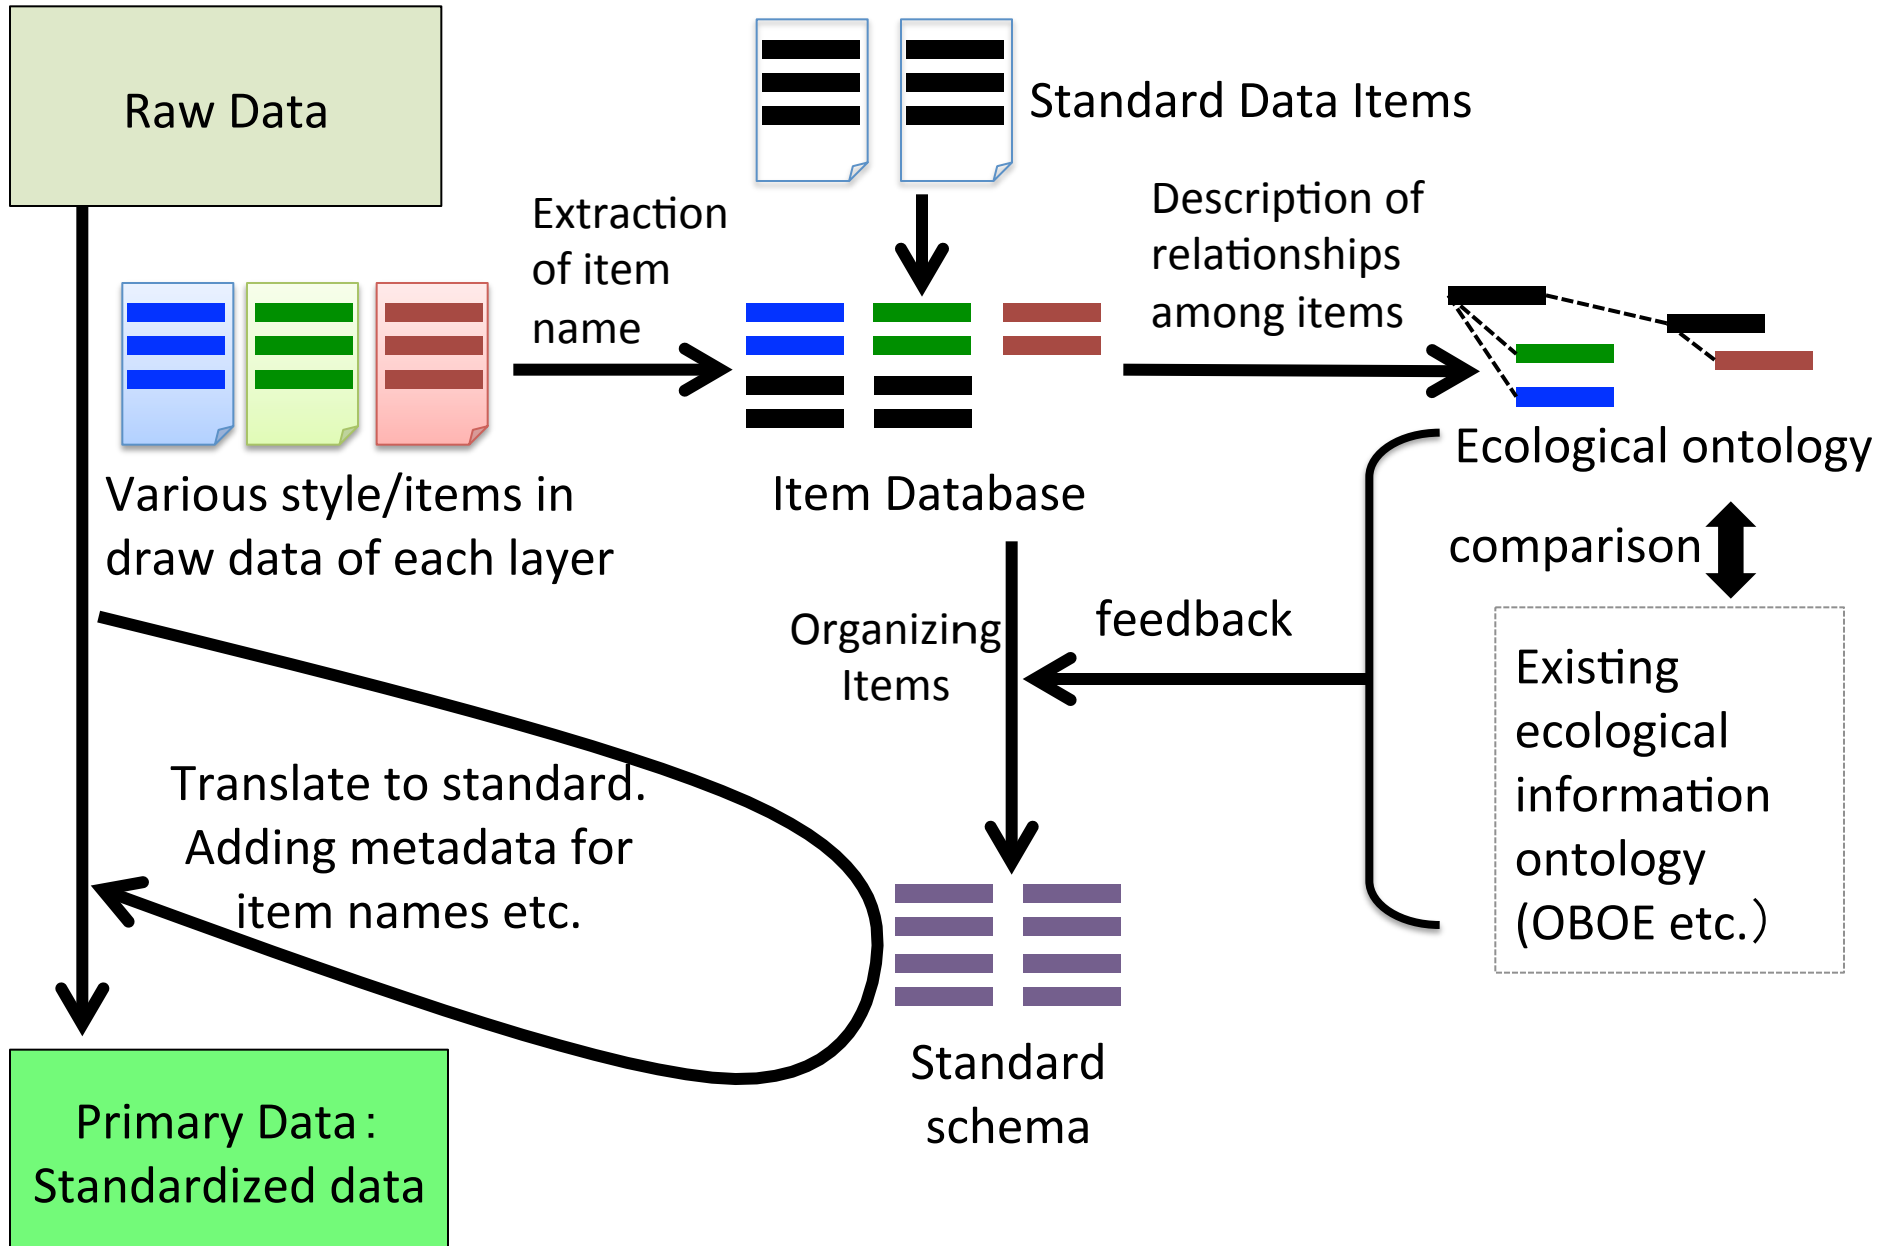 Raw Data
Standard Data Items
Extraction
of item
name
Description of
relationships
among items
Various style/items in
draw data of each layer
Item Database
Ecological ontology
comparison
Organizing
Items
feedback
Existing
ecological
information
ontology
(OBOE etc.）
Translate to standard.
Adding metadata for
item names etc.
Standard
schema
Primary Data：
Standardized data